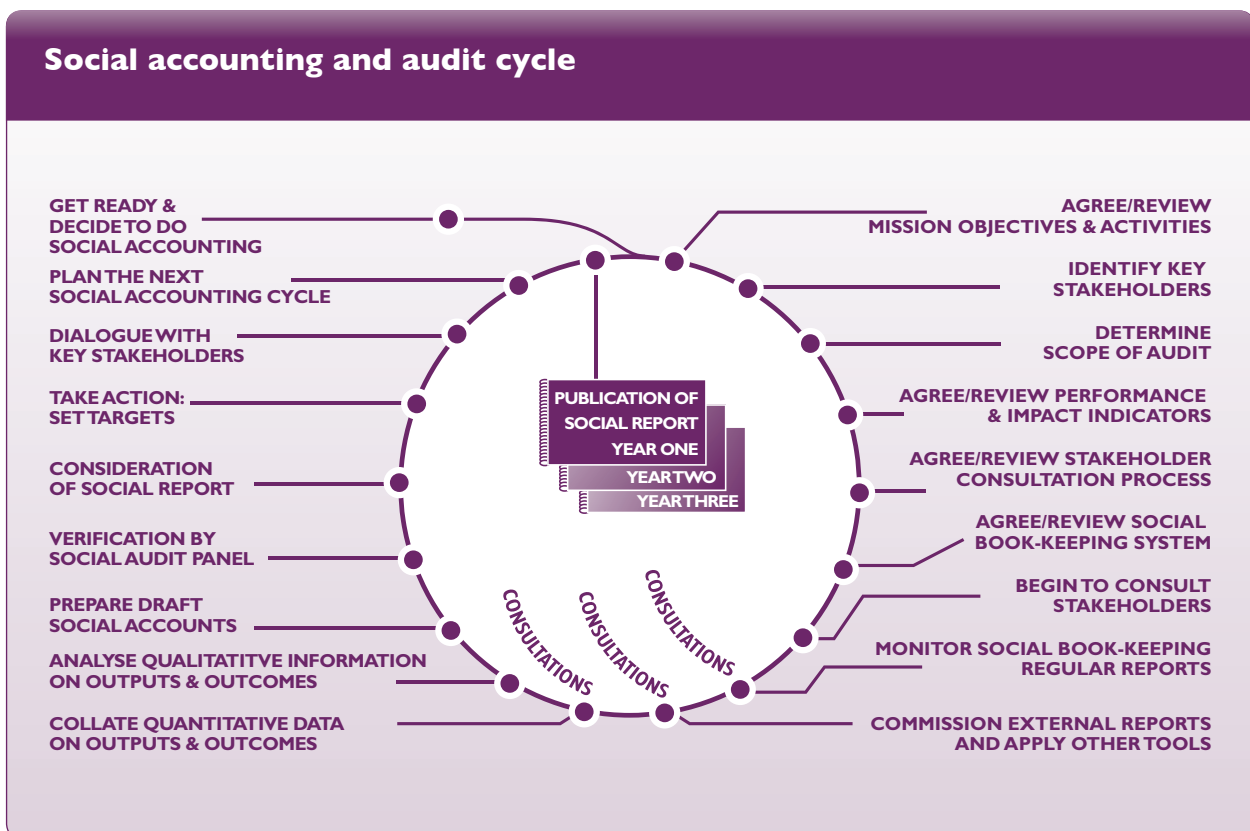 Social accounting and audit cycle
GET READY &
DECIDE TO DO
SOCIAL ACCOUNTING
PLAN THE NEXT
SOCIAL ACCOUNTING CYCLE
DIALOGUE WITH
KEY STAKEHOLDERS
TAKE ACTION:
SET TARGETS
CONSIDERATION
OF SOCIAL REPORT
VERIFICATION BY
SOCIAL AUDIT PANEL
PREPARE DRAFT
SOCIAL ACCOUNTS
ANALYSE QUALITATITVE INFORMATION
ON OUTPUTS & OUTCOMES
COLLATE QUANTITATIVE DATA
ON OUTPUTS & OUTCOMES
PUBLICATION OF
SOCIAL REPORT
YEAR ONE
YEAR TWO
YEAR THREE
CONSULTATIONS
CONSULTATIONS
CONSULTATIONS
AGREE/REVIEW
MISSION OBJECTIVES & ACTIVITIES
IDENTIFY KEY
STAKEHOLDERS
DETERMINE
SCOPE OF AUDIT
AGREE/REVIEW PERFORMANCE
& IMPACT INDICATORS
AGREE/REVIEW STAKEHOLDER
CONSULTATION PROCESS
AGREE/REVIEW SOCIAL
BOOK-KEEPING SYSTEM
BEGIN TO CONSULT
STAKEHOLDERS
MONITOR SOCIAL BOOK-KEEPING
REGULAR REPORTS
COMMISSION EXTERNAL REPORTS
AND APPLY OTHER TOOLS